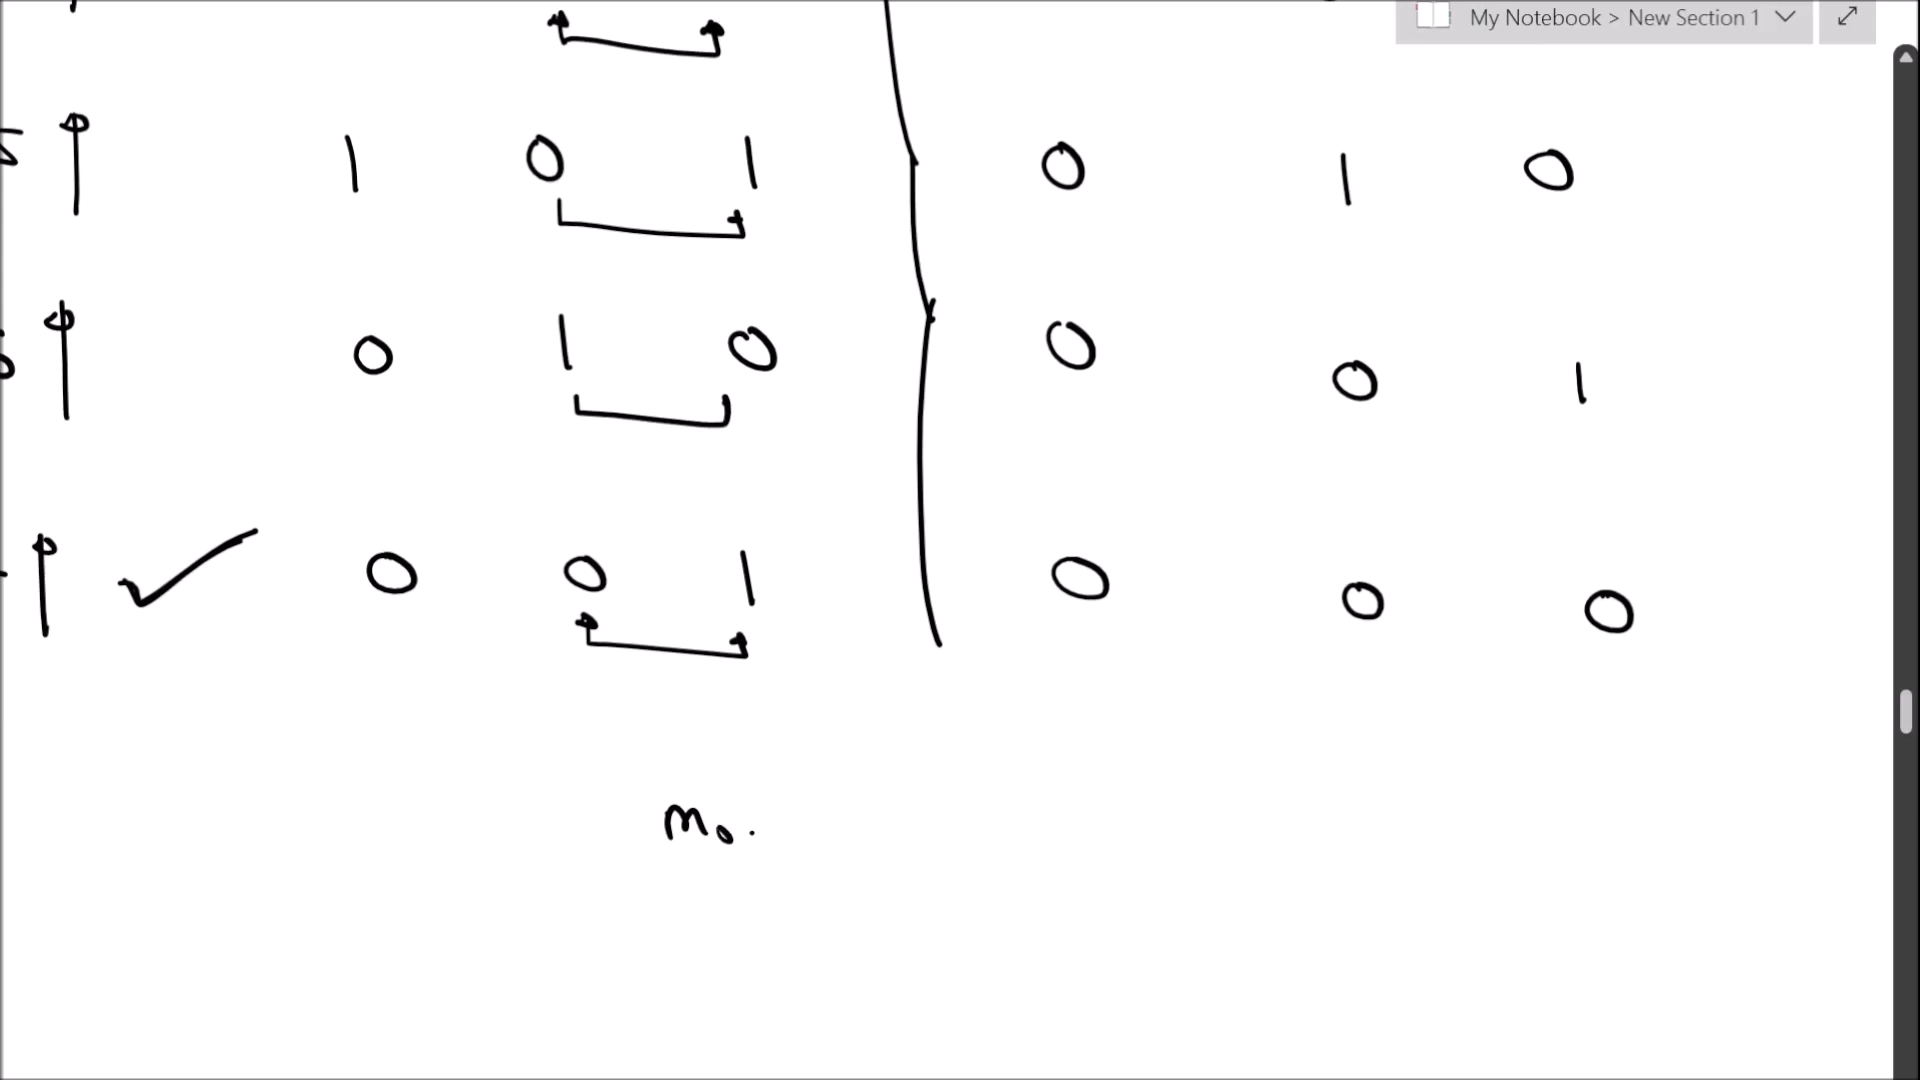 My Notebook > New Section 1
1 0 1 0 1 0
0 1 0 0 0 1
0 0 1 0 0 0
mo.